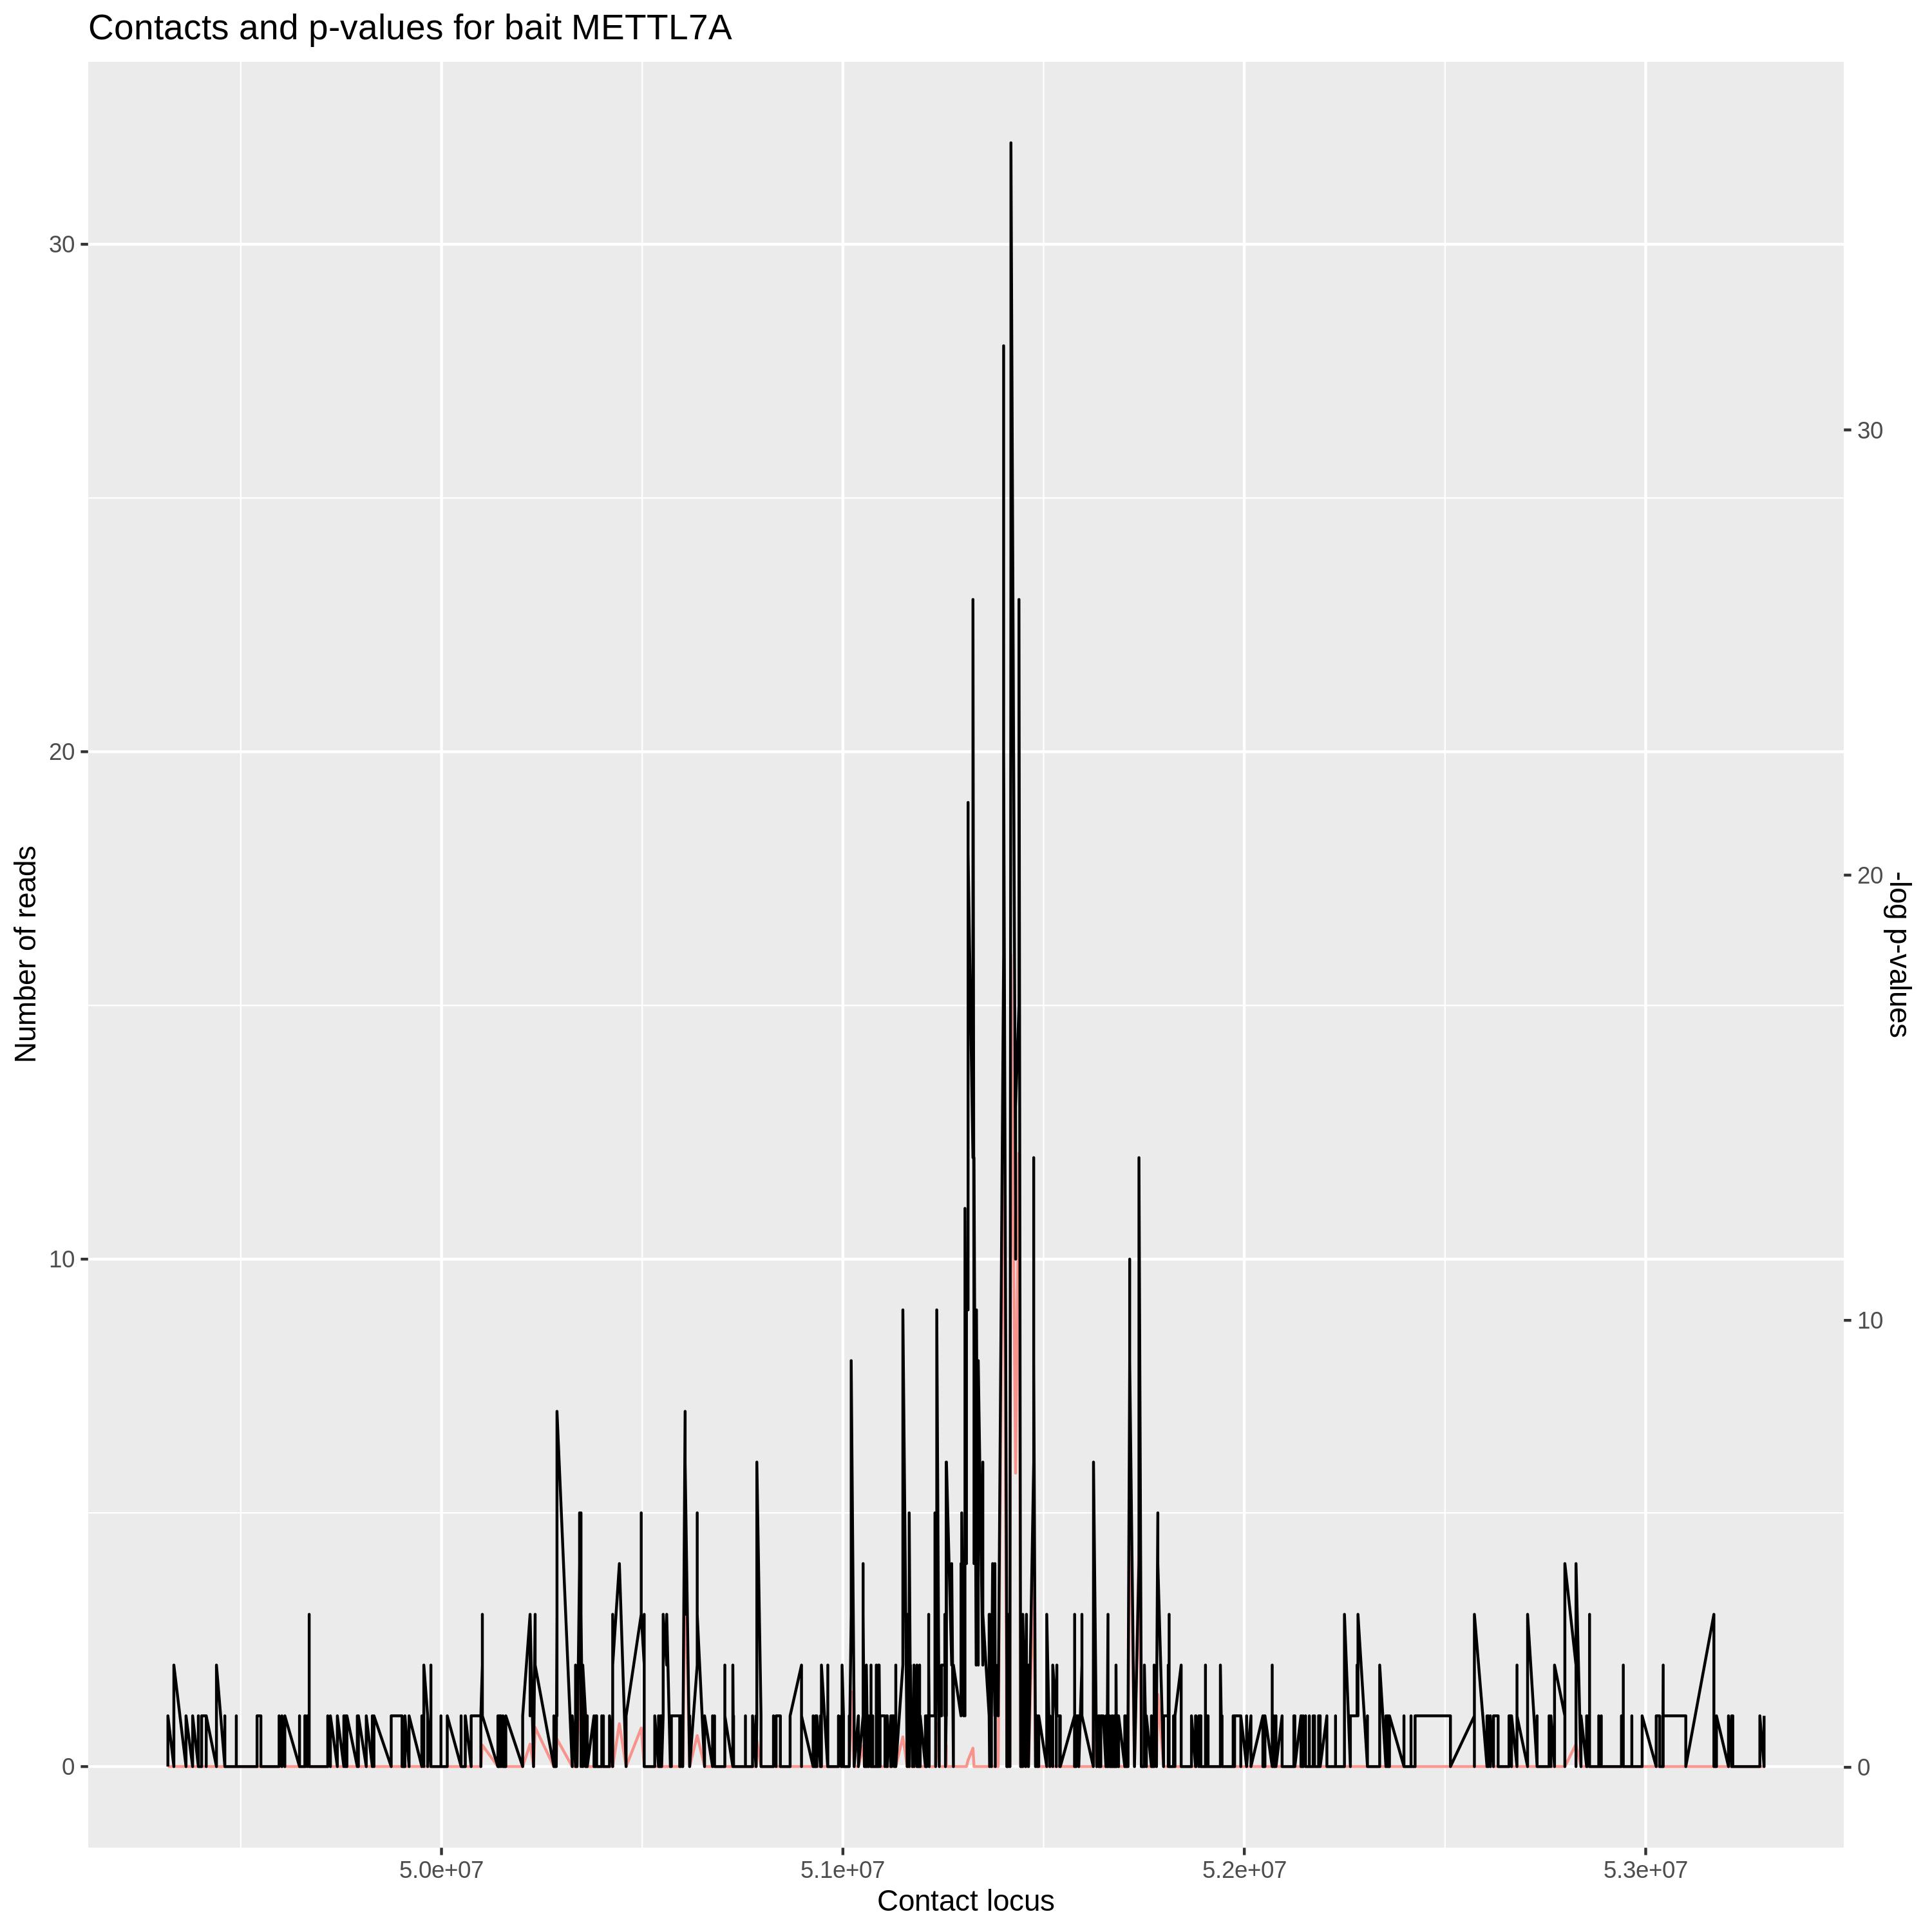 Contacts and p-values for bait METTL7A
Number of reads
30
20
10
0
30
20
10
0
-log p-values
5.0e+07
5.1e+07
5.2e+07
5.3e+07
Contact locus